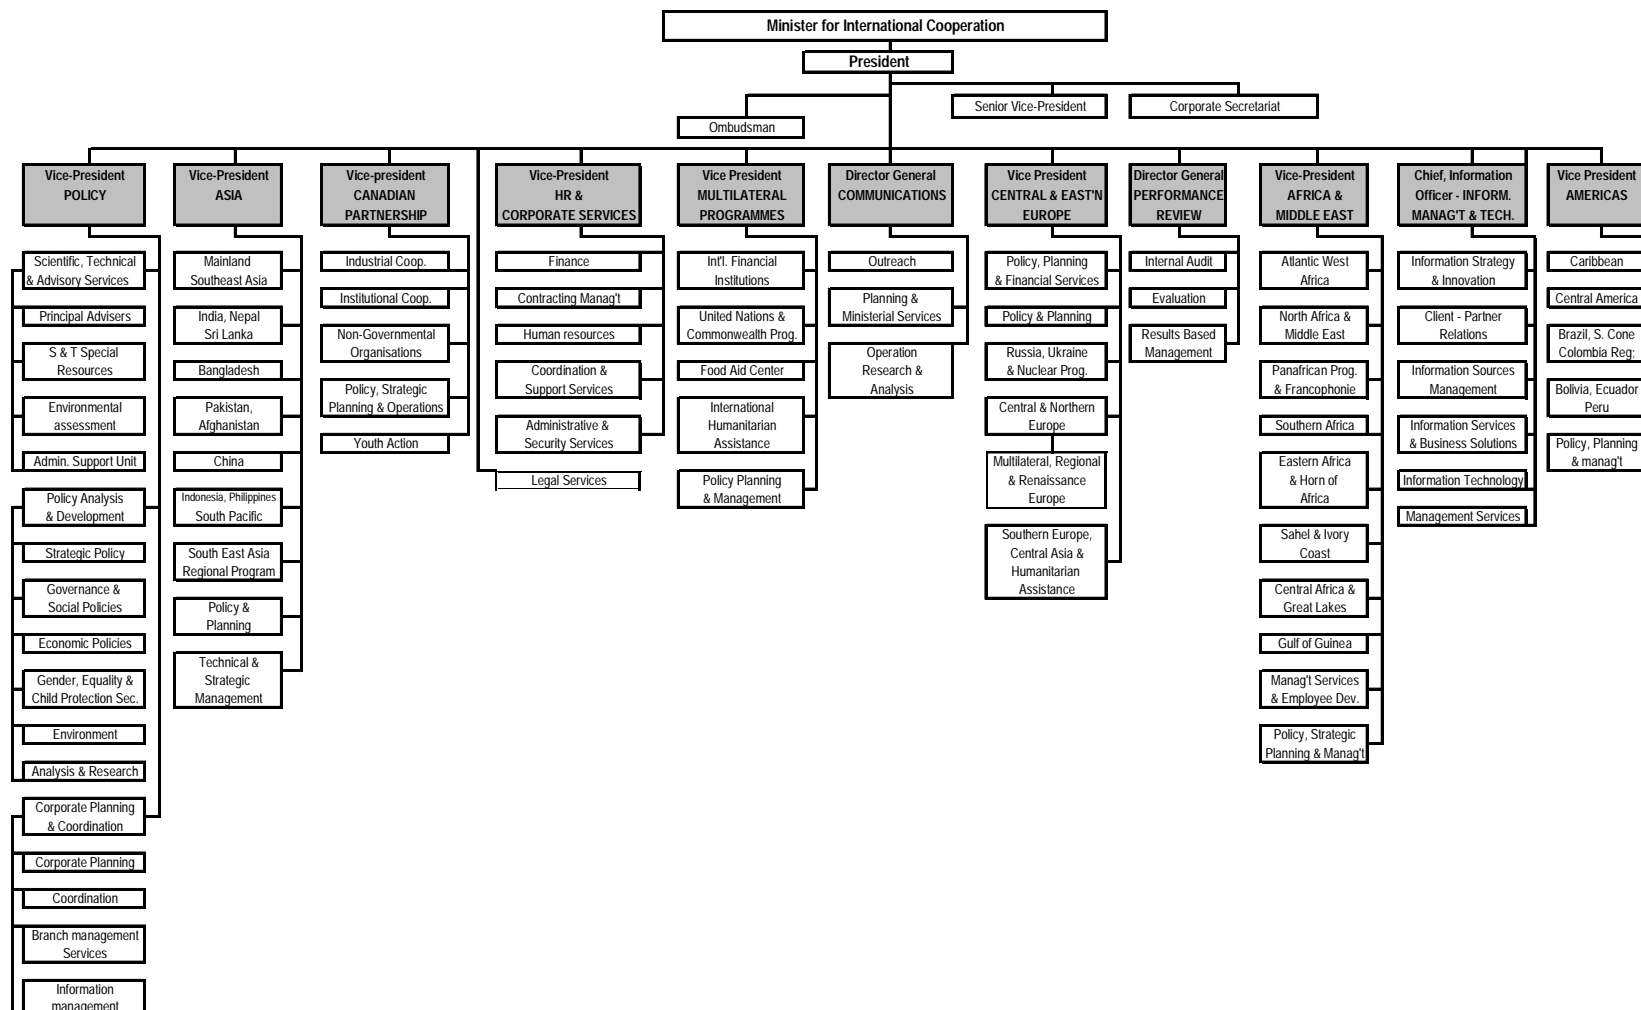 Minister for International Cooperation
President
Senior Vice-President
Corporate Secretariat
Ombudsman
Vice-President
POLICY
Scientific, Technical
& Advisory Services
Principal Advisers
S & T Special
Resources
Environmental
assessment
Admin. Support Unit
Policy Analysis
& Development
Strategic Policy
Governance &
Social Policies
Economic Policies
Gender, Equality &
Child Protection Sec.
Environment
Analysis & Research
Corporate Planning
& Coordination
Corporate Planning
Coordination
Branch management
Services
Information
management
Vice-President
ASIA
Mainland
Southeast Asia
India, Nepal
Sri Lanka
Bangladesh
Pakistan,
Afghanistan
China
Indonesia, Philippines
South Pacific
South East Asia
Regional Program
Policy &
Planning
Technical &
Strategic
Management
Vice-president
CANADIAN
PARTNERSHIP
Industrial Coop.
Institutional Coop.
Non-Governmental
Organisations
Policy, Strategic
Planning & Operations
Youth Action
Vice-President
HR &
CORPORATE SERVICES
Finance
Contracting Manag't
Human resources
Coordination &
Support Services
Administrative &
Security Services
Legal Services
Vice President
MULTILATERAL
PROGRAMMES
Int'l. Financial
Institutions
United Nations &
Commonwealth Prog.
Food Aid Center
International
Humanitarian
Assistance
Policy Planning
& Management
Director General
COMMUNICATIONS
Outreach
Planning &
Ministerial Services
Operation
Research &
Analysis
Vice President
CENTRAL & EAST'N
EUROPE
Policy, Planning
& Financial Services
Policy & Planning
Russia, Ukraine
& Nuclear Prog.
Central & Northern
Europe
Multilateral, Regional
& Renaissance
Europe
Southern Europe,
Central Asia &
Humanitarian
Assistance
Director General
PERFORMANCE
REVIEW
Internal Audit
Evaluation
Results Based
Management
Vice-President
AFRICA &
MIDDLE EAST
Atlantic West
Africa
North Africa &
Middle East
Panafrican Prog.
& Francophonie
Southern Africa
Eastern Africa
& Horn of
Africa
Sahel & Ivory
Coast
Central Africa &
Great Lakes
Gulf of Guinea
Manag't Services
& Employee Dev.
Policy, Strategic
Planning & Manag't
Chief, Information
Officer - INFORM.
MANAG'T & TECH.
Information Strategy
& Innovation
Client - Partner
Relations
Information Sources
Management
Information Services
& Business Solutions
Information Technology
Management Services
Vice President
AMERICAS
Caribbean
Central America
Brazil, S. Cone
Colombia Reg;
Bolivia, Ecuador
Peru
Policy, Planning
& manag't